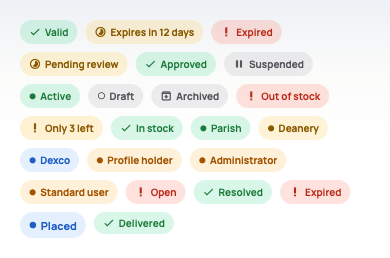 Valid Expires in 12 days Expired
Pending review Approved Suspended
Active Draft Archived Out of stock
Only 3 left In stock Parish Deanery
Dexco Profile holder Administrator
Standard user Open Resolved Expired
Placed Delivered